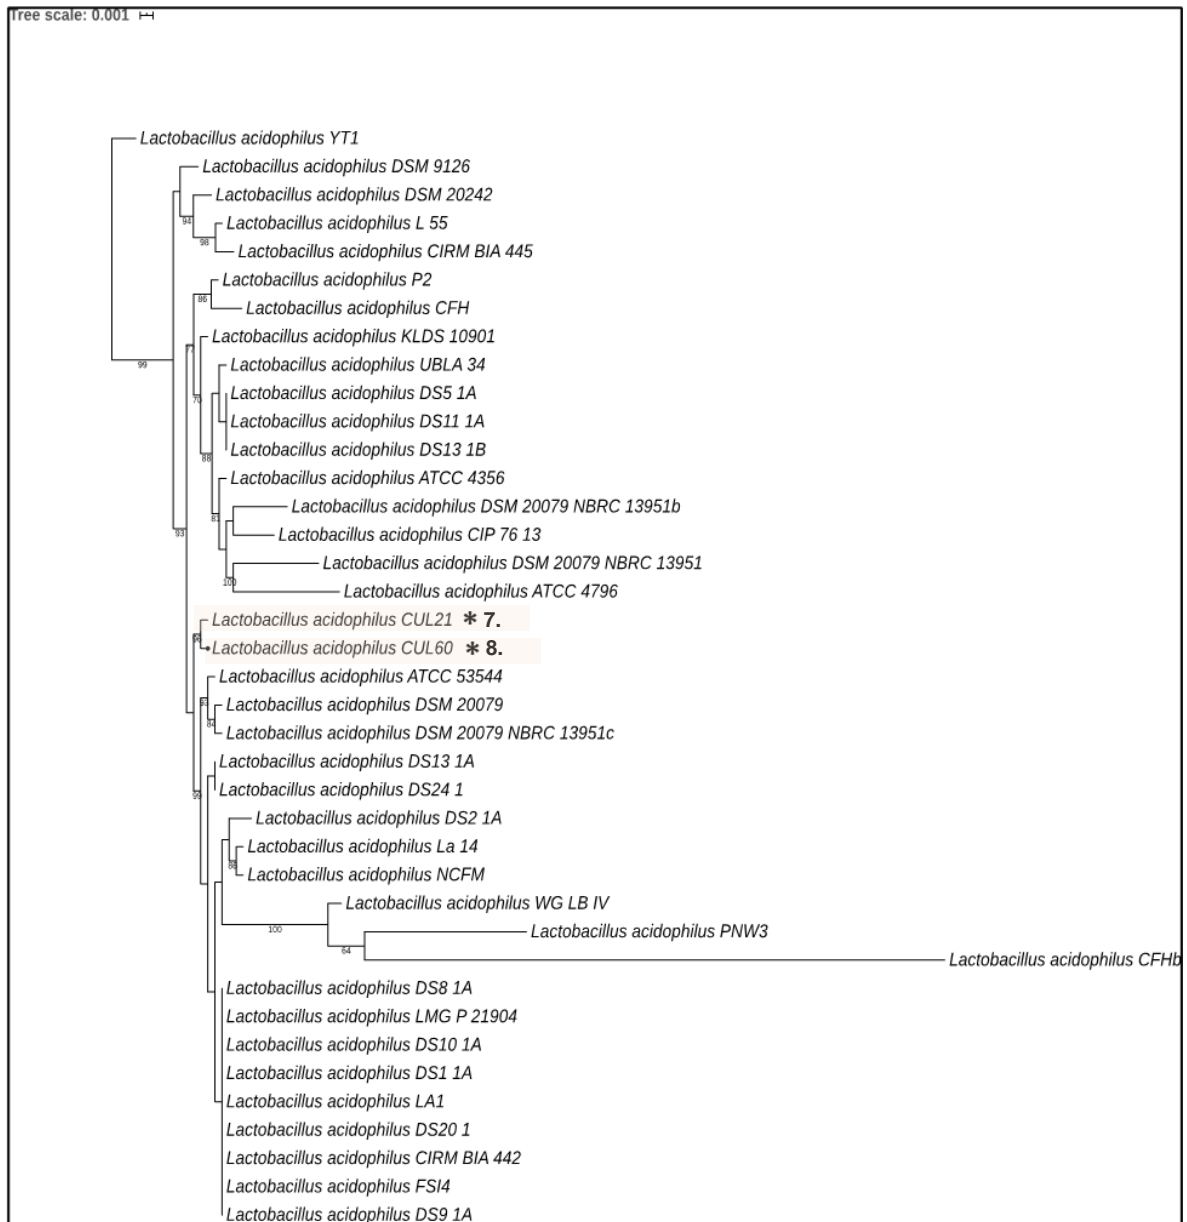 Tree scale: 0.001
Lactobacillus acidophilus YT1
Lactobacillus acidophilus DSM 9126
Lactobacillus acidophilus DSM 20242
94
Lactobacillus acidophilus L 55
98
Lactobacillus acidophilus CIRM BIA 445
Lactobacillus acidophilus P2
86
Lactobacillus acidophilus CFH
Lactobacillus acidophilus KLDS 10901
77
99
Lactobacillus acidophilus UBLA 34
Lactobacillus acidophilus DS5 1A
70
Lactobacillus acidophilus DS11 1A
Lactobacillus acidophilus DS13 1B
88
Lactobacillus acidophilus ATCC 4356
Lactobacillus acidophilus DSM 20079 NBRC 13951b
81
93
Lactobacillus acidophilus CIP 76 13
Lactobacillus acidophilus DSM 20079 NBRC 13951
100
Lactobacillus acidophilus ATCC 4796
Lactobacillus acidophilus CUL21 * 7.
Lactobacillus acidophilus CUL60 * 8.
Lactobacillus acidophilus ATCC 53544
Lactobacillus acidophilus DSM 20079
Lactobacillus acidophilus DSM 20079 NBRC 13951c
Lactobacillus acidophilus DS13 1A
Lactobacillus acidophilus DS24 1
Lactobacillus acidophilus DS2 1A
Lactobacillus acidophilus La 14
Lactobacillus acidophilus NCFM
Lactobacillus acidophilus WG LB IV
100
Lactobacillus acidophilus PNW3
64
Lactobacillus acidophilus CFHb
Lactobacillus acidophilus DS8 1A
Lactobacillus acidophilus LMG P 21904
Lactobacillus acidophilus DS10 1A
Lactobacillus acidophilus DS1 1A
Lactobacillus acidophilus LA1
Lactobacillus acidophilus DS20 1
Lactobacillus acidophilus CIRM BIA 442
Lactobacillus acidophilus FSI4
Lactobacillus acidophilus DS9 1A